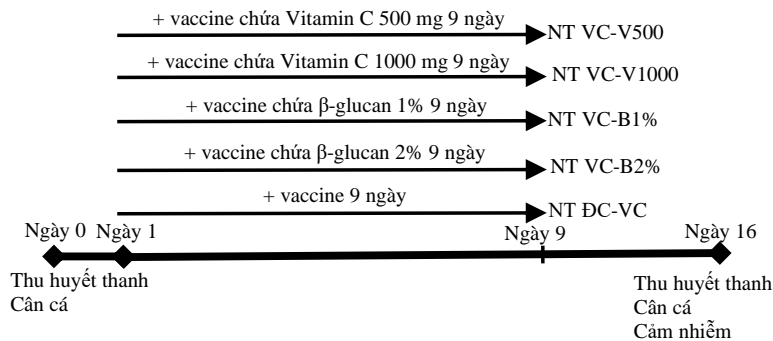 + vaccine chứa Vitamin C 500 mg 9 ngày
NT VC-V500
+ vaccine chứa Vitamin C 1000 mg 9 ngày
NT VC-V1000
+ vaccine chứa β-glucan 1% 9 ngày
NT VC-B1%
+ vaccine chứa β-glucan 2% 9 ngày
NT VC-B2%
+ vaccine 9 ngày
NT ĐC-VC
Ngày 0 Ngày 1 Ngày 9 Ngày 16
Thu huyết thanh
Cân cá
Thu huyết thanh
Cân cá
Cảm nhiễm